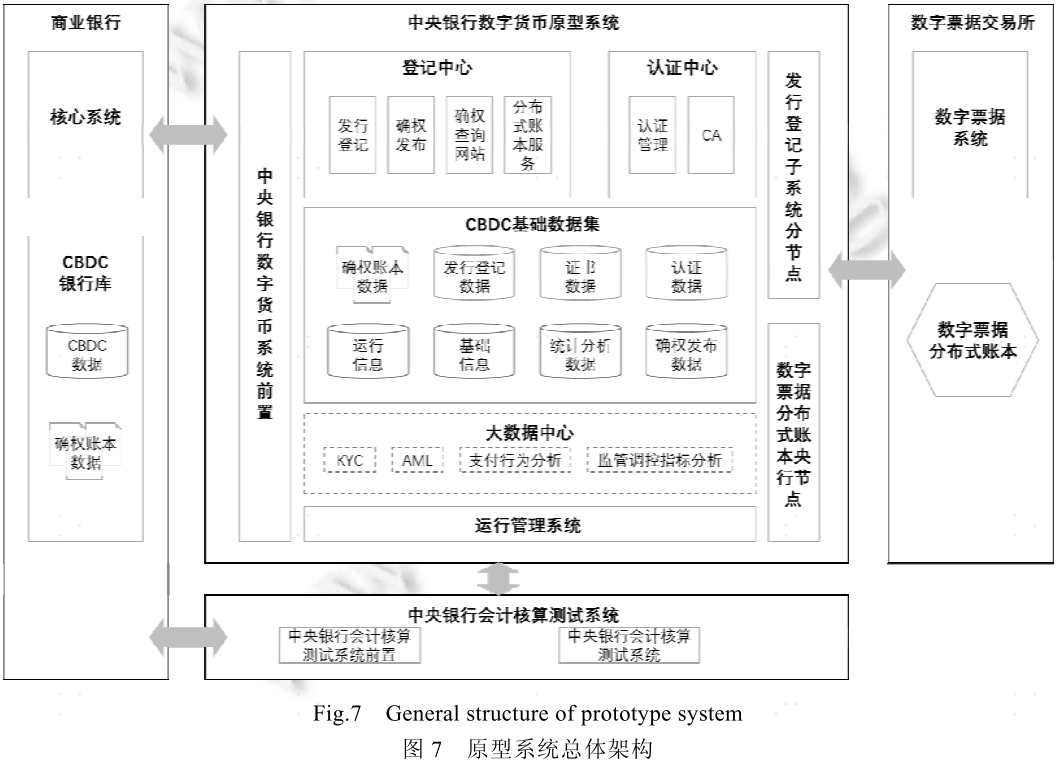 商业银行
核心系统
CBDC
银行库
CBDC
数据
确权账本
数据
中央银行数字货币原型系统
中央银行数字货币系统前置
登记中心
发行
登记
确权
发布
确权
查询
网站
分布
式账
本服
务
认证中心
认证
管理
CA
CBDC基础数据集
确权账本
数据
发行登记
数据
证书
数据
认证
数据
运行
信息
基础
信息
统计分析
数据
确权发布
数据
大数据中心
KYC
AML
支付行为分析
监管调控指标分析
运行管理系统
发行登记子系统分节点
数字
票据
分布
式账
本央
行节
点
数字票据交易所
数字票据
系统
数字票据
分布式账本
中央银行会计核算测试系统
中央银行会计核算
测试系统前置
中央银行会计核算
测试系统
Fig.7 General structure of prototype system
图 7 原型系统总体架构